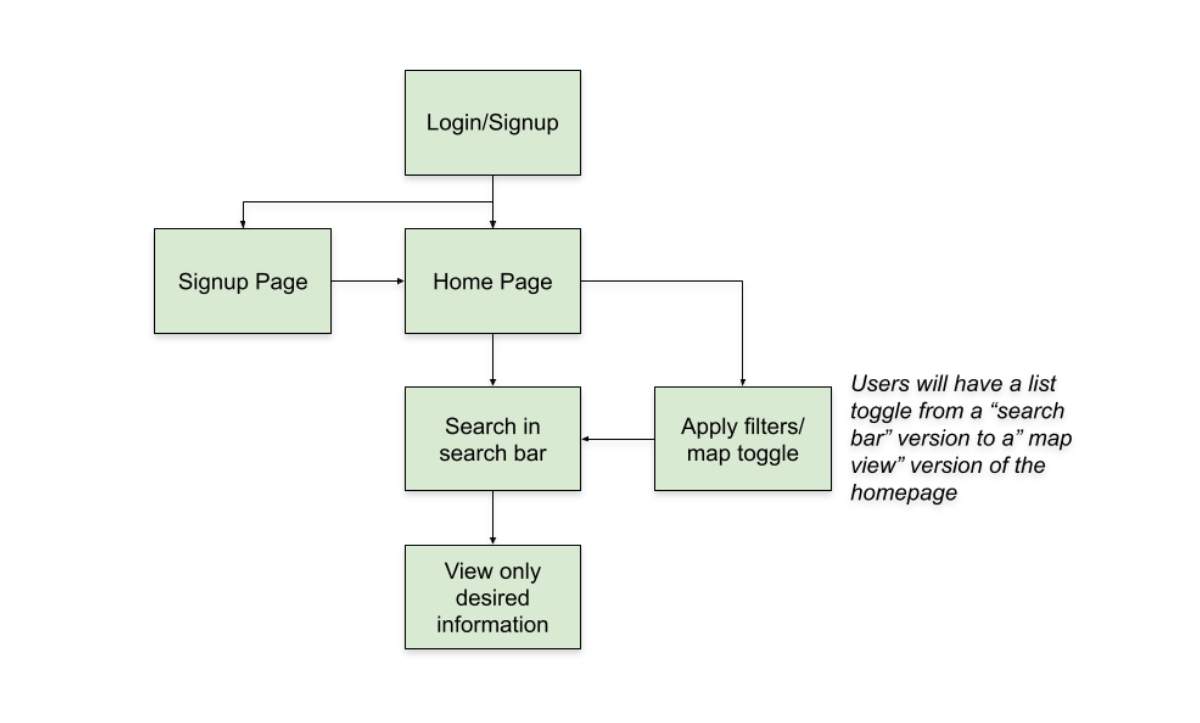 Login/Signup
Signup Page
Home Page
Search in
search bar
Apply filters/
map toggle
Users will have a list
toggle from a “search
bar” version to a” map
view” version of the
homepage
View only
desired
information